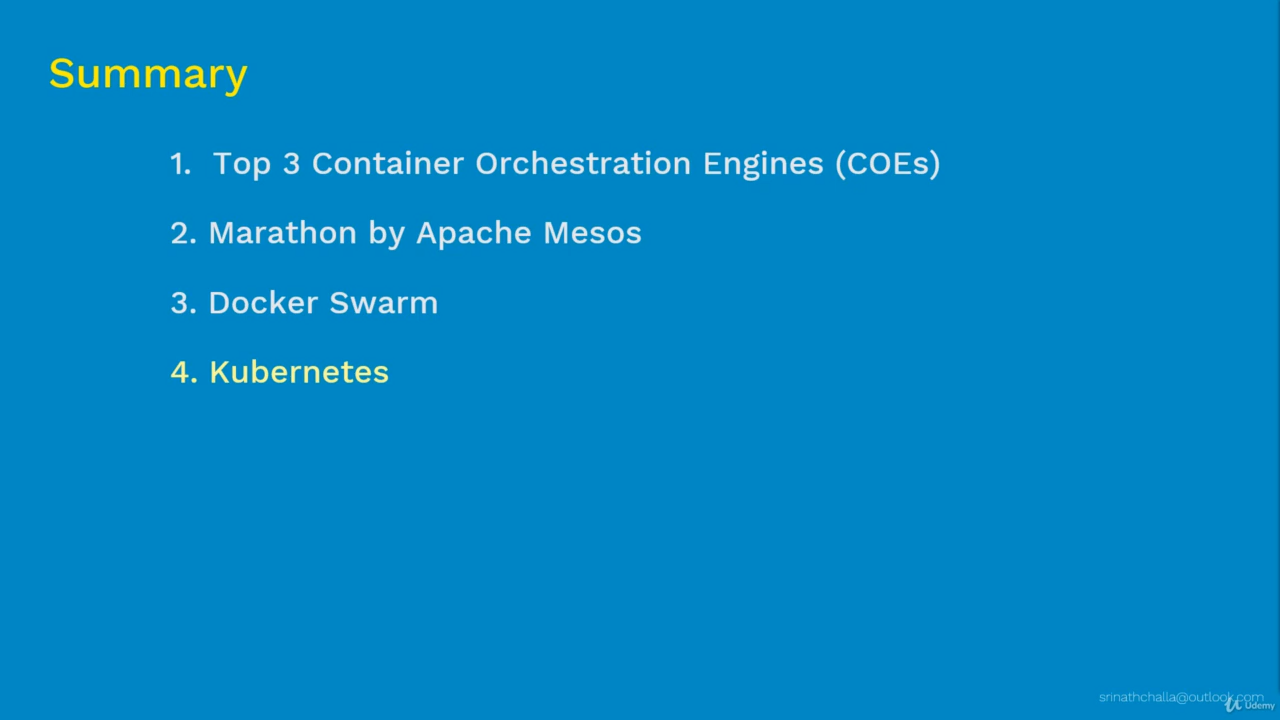 Summary
1. Top 3 Container Orchestration Engines (COEs)
2. Marathon by Apache Mesos
3. Docker Swarm
4. Kubernetes
srinathchalla@outlook.com
Udemy